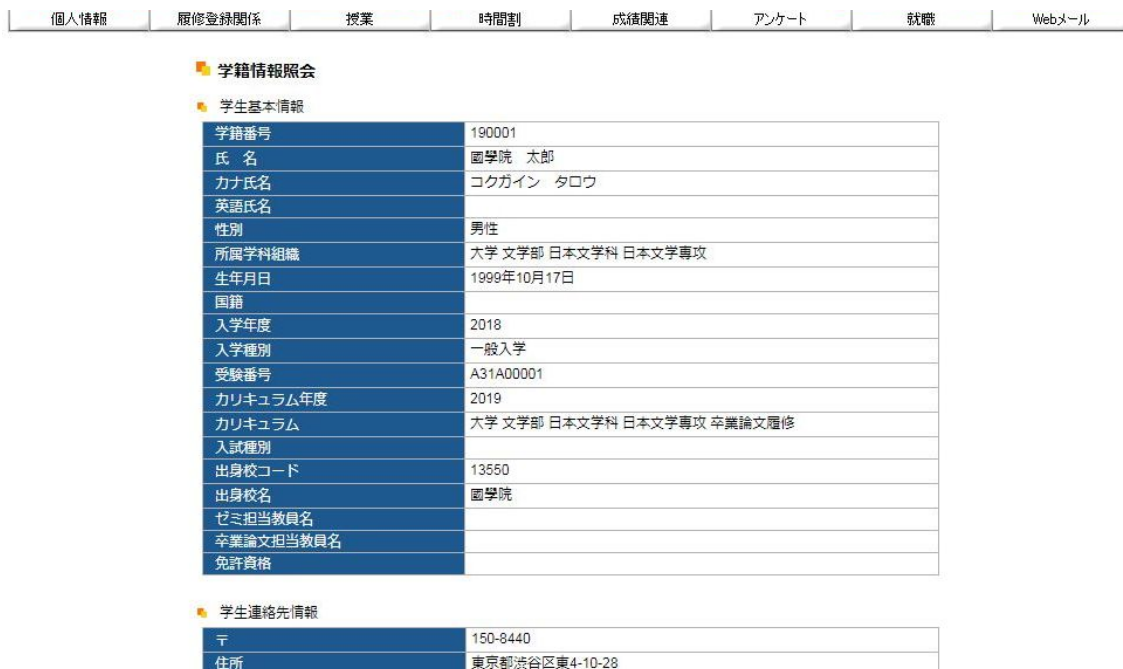 個人情報 履修登録関係 授業 時間割 成績関連 アンケート 就職 Webメール
学籍情報照会
学生基本情報
学籍番号 190001
氏 名 國學院 太郎
カナ氏名 コクガイン タロウ
英語氏名
性別 男性
所属学科組織 大学 文学部 日本文学科 日本文学専攻
生年月日 1999年10月17日
国籍
入学年度 2018
入学種別 一般入学
受験番号 A31A00001
カリキュラム年度 2019
カリキュラム 大学 文学部 日本文学科 日本文学専攻 卒業論文履修
入試種別
出身校コード 13550
出身校名 國學院
ゼミ担当教員名
卒業論文担当教員名
免許資格
学生連絡先情報
〒 150-8440
住所 東京都渋谷区東4-10-28